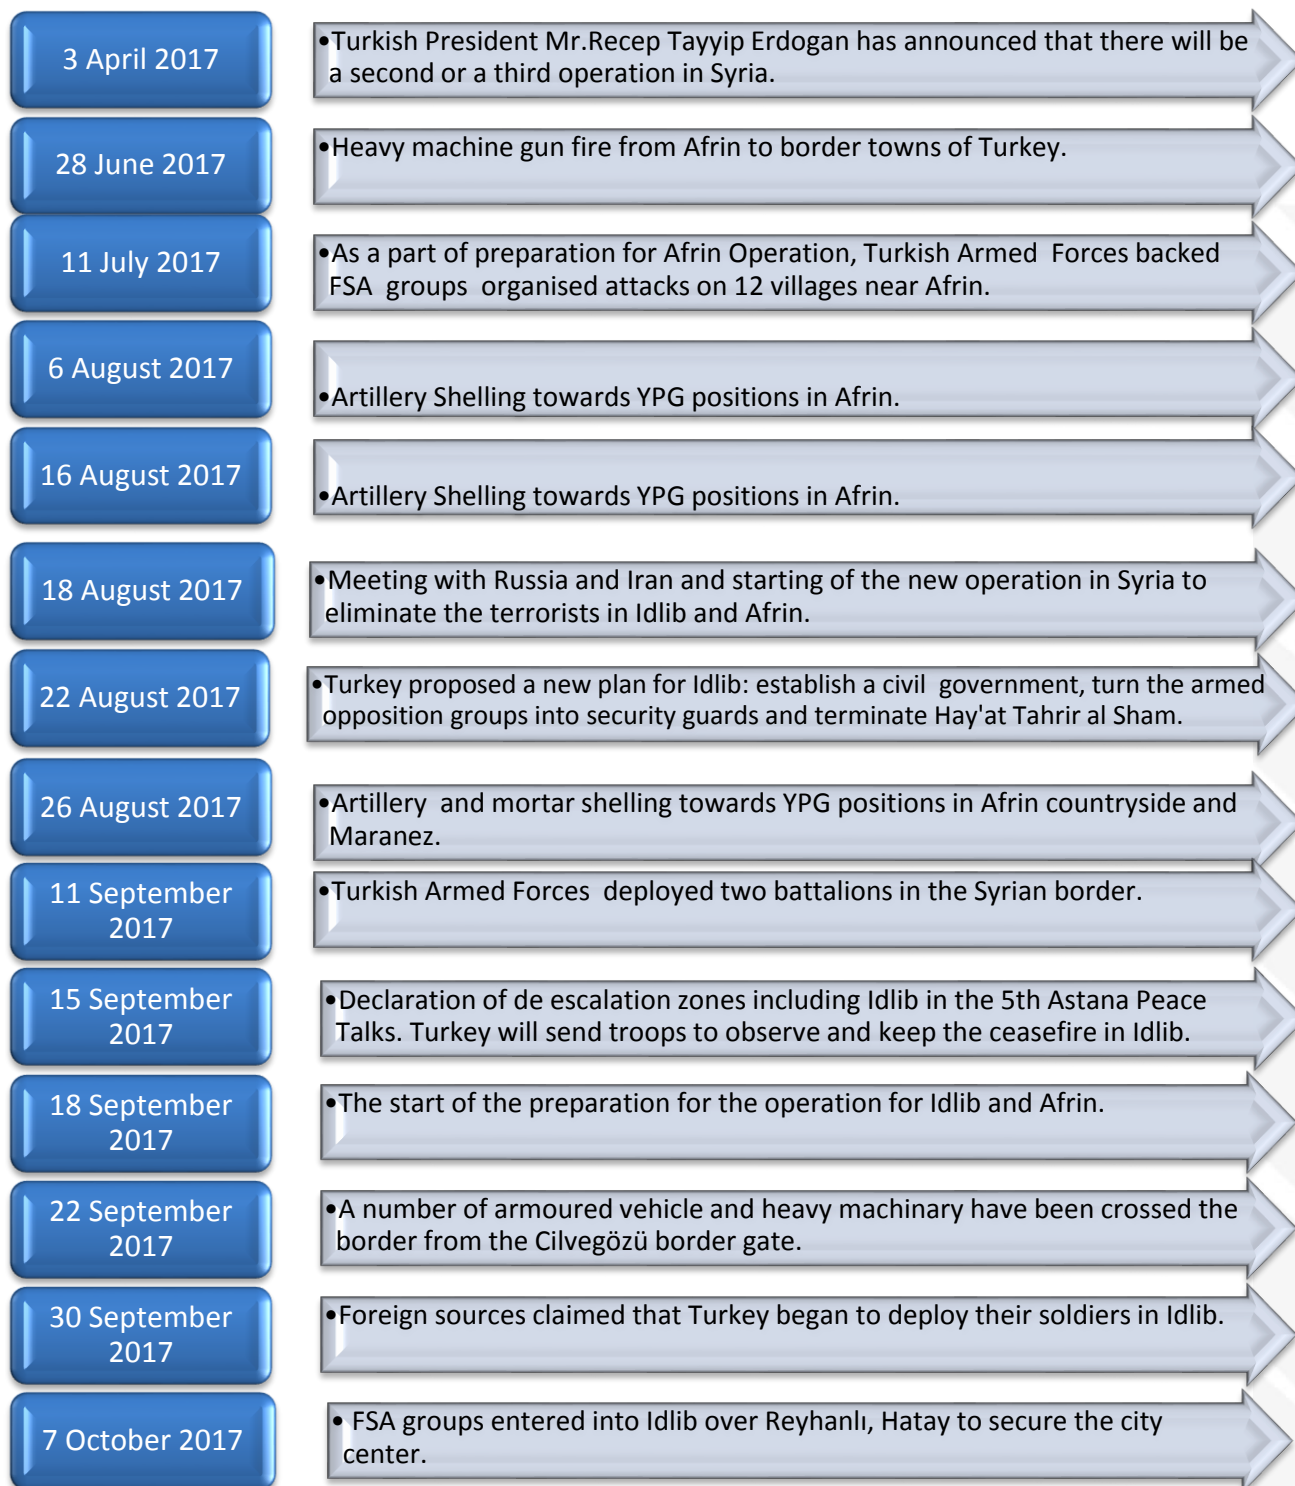 3 April 2017
•Turkish President Mr.Recep Tayyip Erdogan has announced that there will be
a second or a third operation in Syria.
28 June 2017
•Heavy machine gun fire from Afrin to border towns of Turkey.
11 July 2017
•As a part of preparation for Afrin Operation, Turkish Armed Forces backed
FSA groups organised attacks on 12 villages near Afrin.
6 August 2017
•Artillery Shelling towards YPG positions in Afrin.
16 August 2017
•Artillery Shelling towards YPG positions in Afrin.
18 August 2017
•Meeting with Russia and Iran and starting of the new operation in Syria to
eliminate the terrorists in Idlib and Afrin.
22 August 2017
•Turkey proposed a new plan for Idlib: establish a civil government, turn the armed
opposition groups into security guards and terminate Hay'at Tahrir al Sham.
26 August 2017
•Artillery and mortar shelling towards YPG positions in Afrin countryside and
Maranez.
11 September
2017
•Turkish Armed Forces deployed two battalions in the Syrian border.
15 September
2017
•Declaration of de escalation zones including Idlib in the 5th Astana Peace
Talks. Turkey will send troops to observe and keep the ceasefire in Idlib.
18 September
2017
•The start of the preparation for the operation for Idlib and Afrin.
22 September
2017
•A number of armoured vehicle and heavy machinary have been crossed the
border from the Cilvegözü border gate.
30 September
2017
•Foreign sources claimed that Turkey began to deploy their soldiers in Idlib.
7 October 2017
• FSA groups entered into Idlib over Reyhanlı, Hatay to secure the city
center.